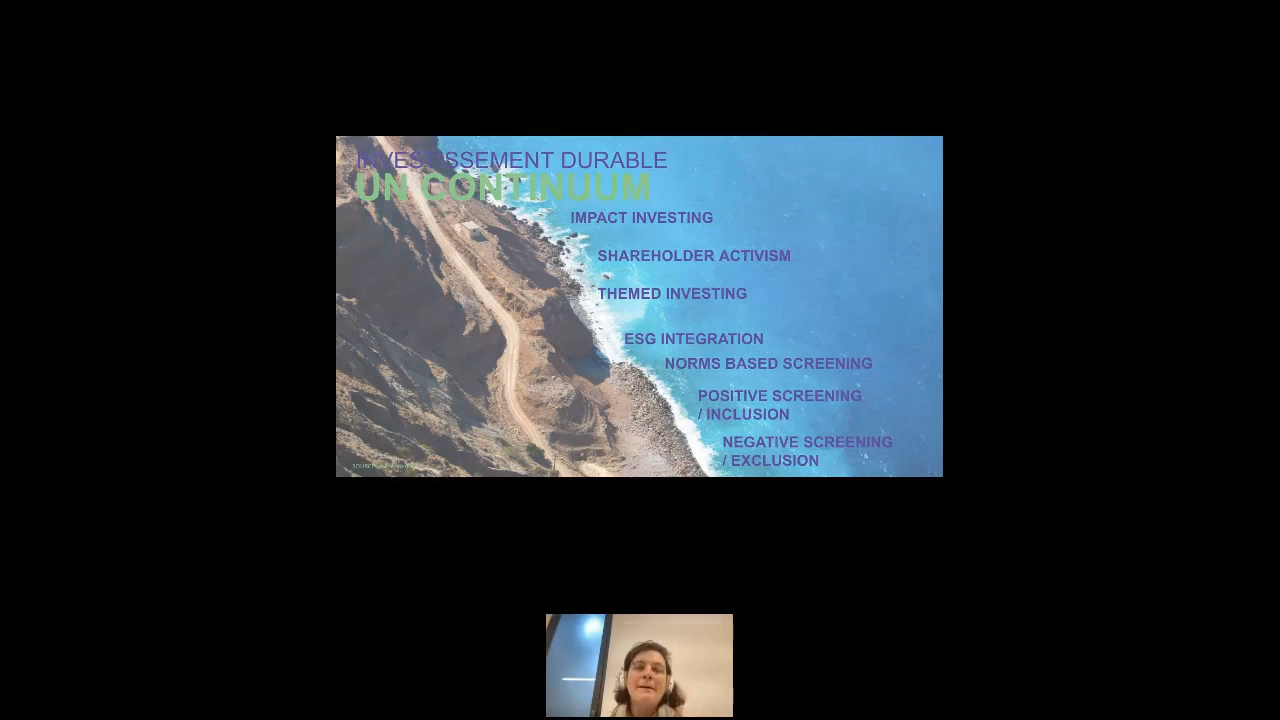 INVESTISSEMENT DURABLE
UN CONTINUUM
IMPACT INVESTING
SHAREHOLDER ACTIVISM
THEMED INVESTING
ESG INTEGRATION
NORMS BASED SCREENING
POSITIVE SCREENING
/ INCLUSION
NEGATIVE SCREENING
/ EXCLUSION